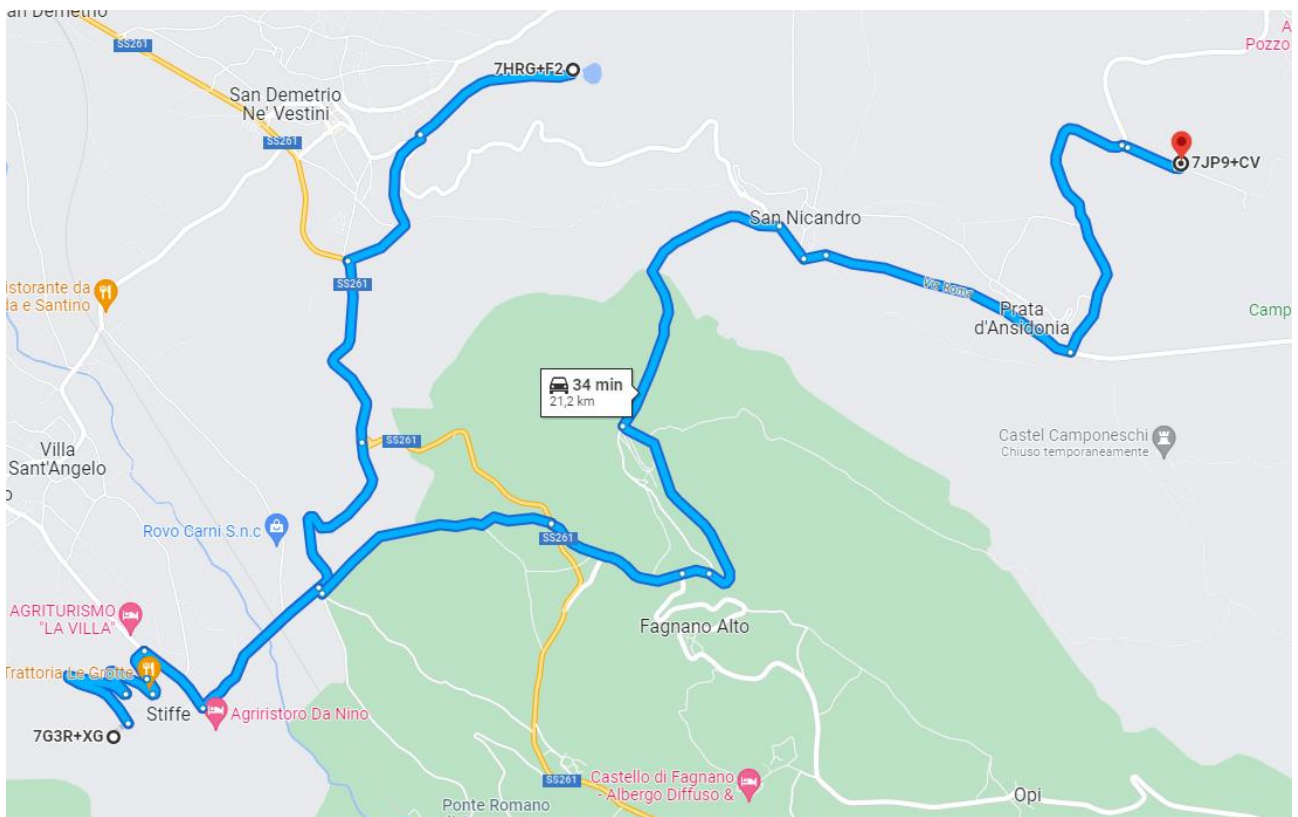 an Demetrio
SS261
7HRG+F2
A
Pozzo
San Demetrio
Ne' Vestini
SS261
7JP9+CV
San Nicandro
SS261
istorante da
da e Santino
Via Roma
Prata
d'Ansidonia
Camp
34 min
21,2 km
SS261
Castel Camponeschi
Chiuso temporaneamente
Villa
Sant'Angelo
o
Rovo Carni S.n.c
SS261
AGRITURISMO
"LA VILLA"
Fagnano Alto
Trattoria Le Grotte
Stiffe
Agriristoro Da Nino
7G3R+XG
SS261
Castello di Fagnano
- Albergo Diffuso &
Opi
Ponte Romano